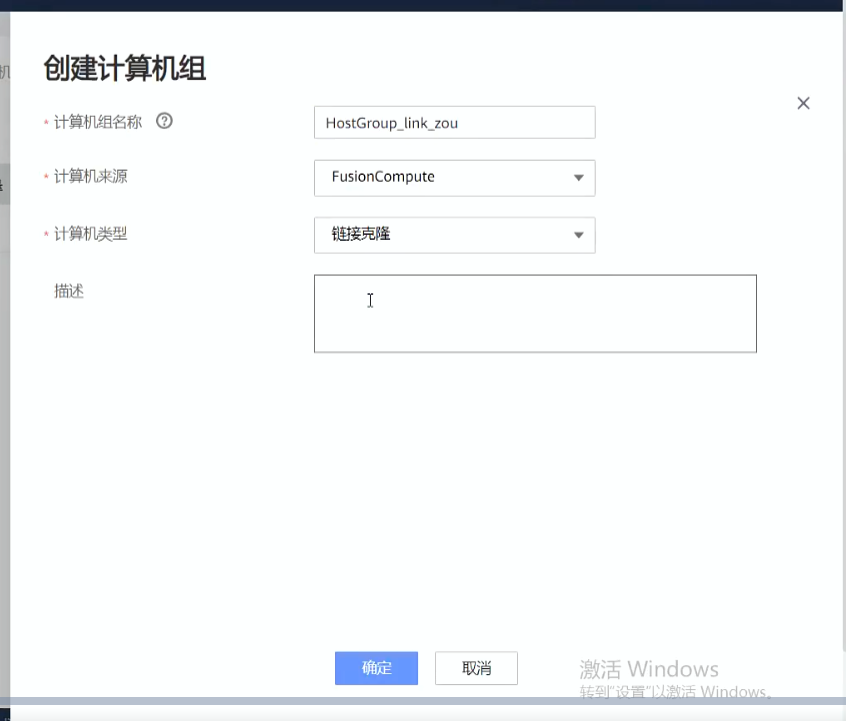 创建计算机组
* 计算机组名称 ?
HostGroup_link_zou
* 计算机来源
FusionCompute
* 计算机类型
链接克隆
描述
确定
取消
激活 Windows
转到"设置"以激活 Windows。